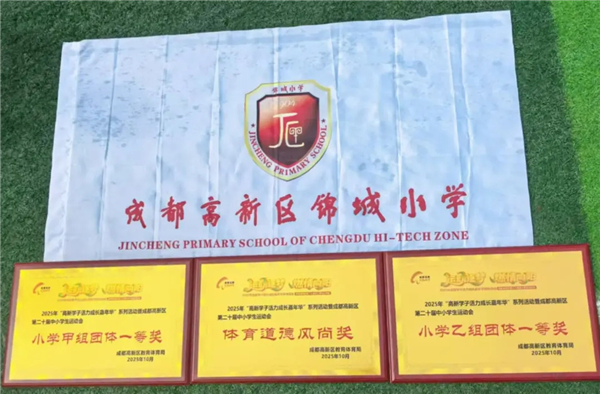 锦城小学
JINCHENG PRIMARY SCHOOL
成都高新区锦城小学
JINCHENG PRIMARY SCHOOL OF CHENGDU HI-TECH ZONE
2025年“高新学子活力成长嘉年华”系列活动暨成都高新区
第二十届中小学生运动会
小学甲组团体一等奖
成都高新区教育体育局
2025年10月
2025年“高新学子活力成长嘉年华”系列活动暨成都高新区
第二十届中小学生运动会
体育道德风尚奖
成都高新区教育体育局
2025年10月
2025年“高新学子活力成长嘉年华”系列活动暨成都高新区
第二十届中小学生运动会
小学乙组团体一等奖
成都高新区教育体育局
2025年10月